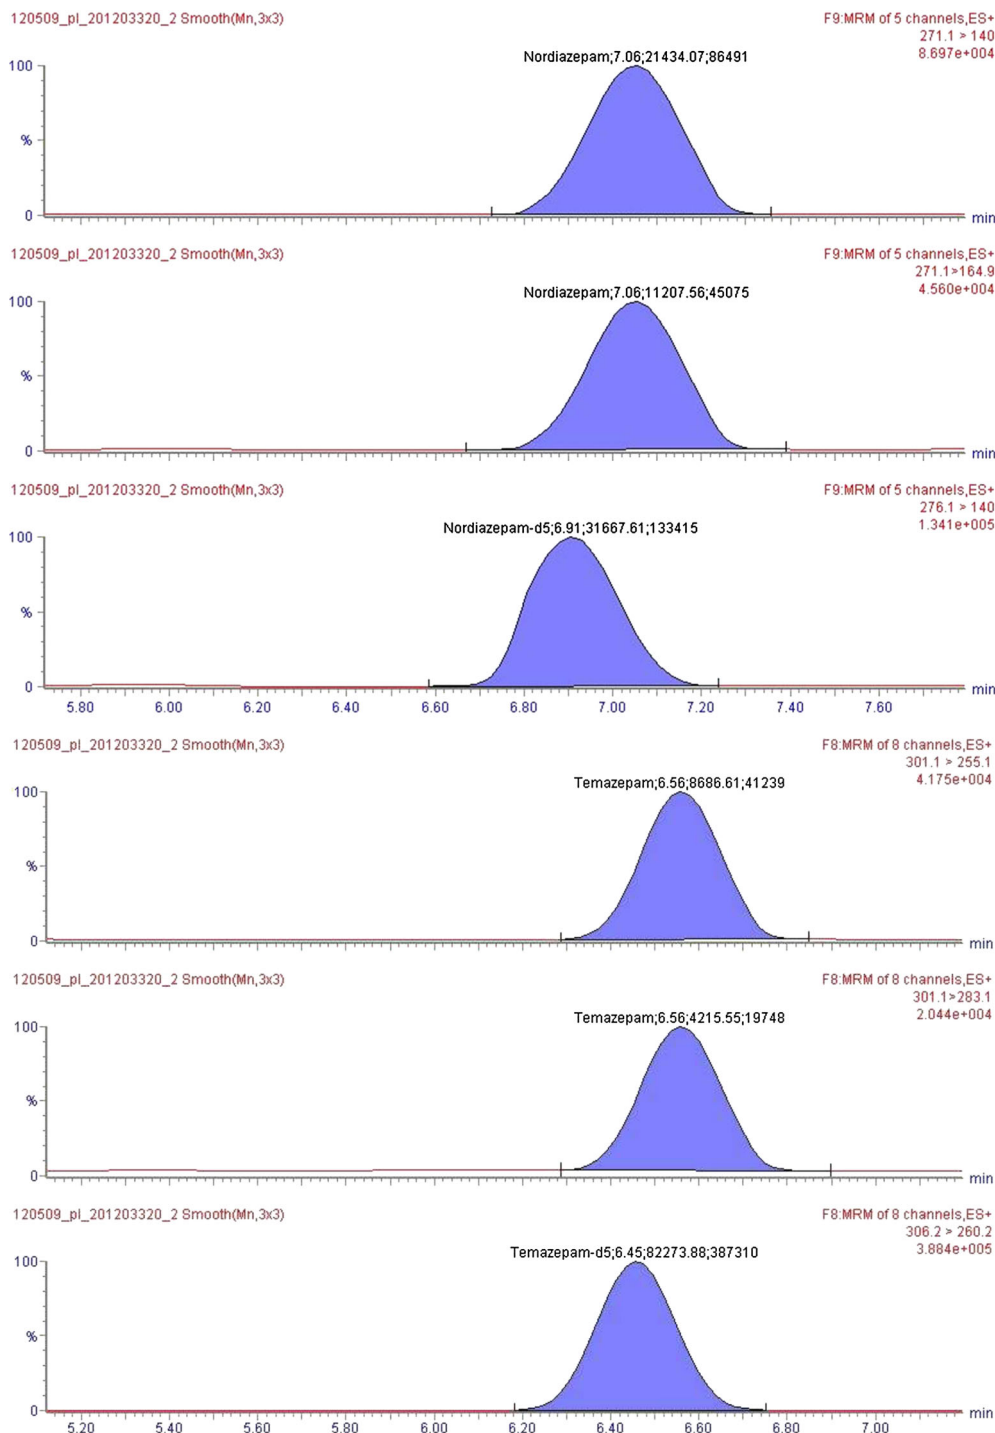 120509_pl_201203320_2 Smooth(Mn,3x3)
F9:MRM of 5 channels,ES+
271.1 > 140
8.697e+004
Nordiazepam;7.06;21434.07;86491
100
%
0
min
120509_pl_201203320_2 Smooth(Mn,3x3)
F9:MRM of 5 channels,ES+
271.1>164.9
4.560e+004
Nordiazepam;7.06;11207.56;45075
100
%
0
min
120509_pl_201203320_2 Smooth(Mn,3x3)
F9:MRM of 5 channels,ES+
276.1 > 140
1.341e+005
Nordiazepam-d5;6.91;31667.61;133415
100
%
0
min
5.80 6.00 6.20 6.40 6.60 6.80 7.00 7.20 7.40 7.60
120509_pl_201203320_2 Smooth(Mn,3x3)
F8:MRM of 8 channels,ES+
301.1 > 255.1
4.175e+004
Temazepam;6.56;8686.61;41239
100
%
0
min
120509_pl_201203320_2 Smooth(Mn,3x3)
F8:MRM of 8 channels,ES+
301.1>283.1
2.044e+004
Temazepam;6.56;4215.55;19748
100
%
0
min
120509_pl_201203320_2 Smooth(Mn,3x3)
F8:MRM of 8 channels,ES+
306.2 > 260.2
3.884e+005
Temazepam-d5;6.45;82273.88;387310
100
%
0
min
5.20 5.40 5.60 5.80 6.00 6.20 6.40 6.60 6.80 7.00